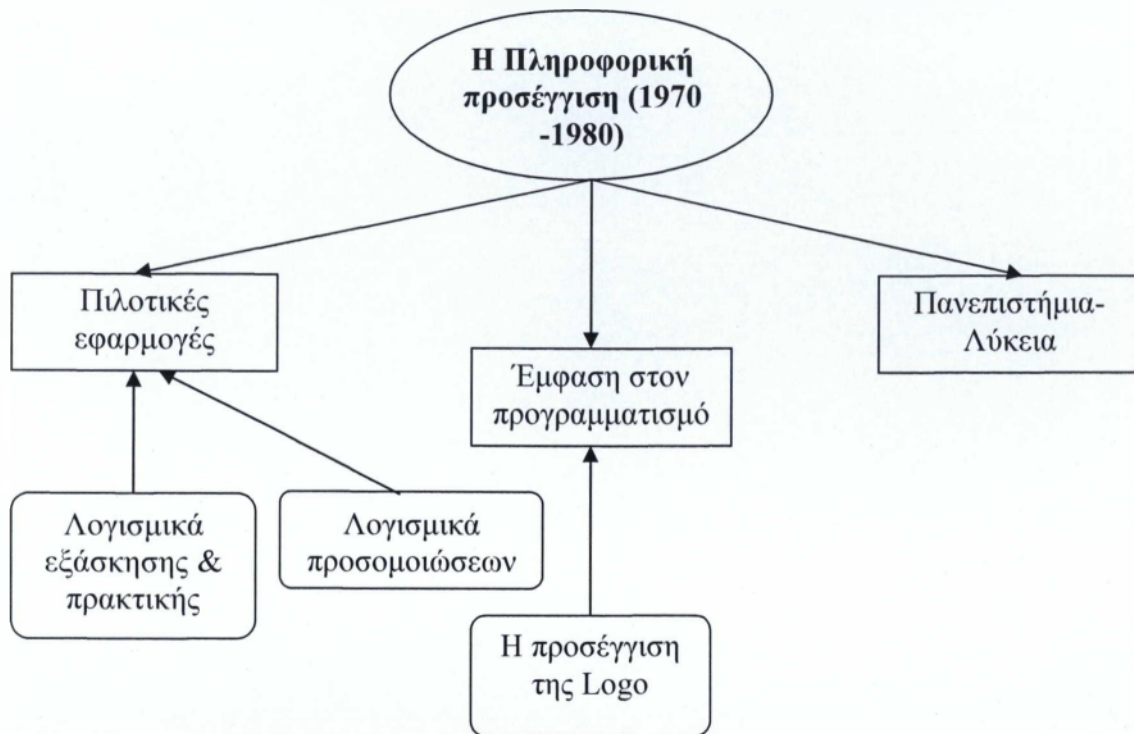 Η Πληροφορική
προσέγγιση (1970
-1980)
Πιλοτικές
εφαρμογές
Έμφαση στον
προγραμματισμό
Πανεπιστήμια-
Λύκεια
Λογισμικά
εξάσκησης &
πρακτικής
Λογισμικά
προσομοιώσεων
Η προσέγγιση
της Logo